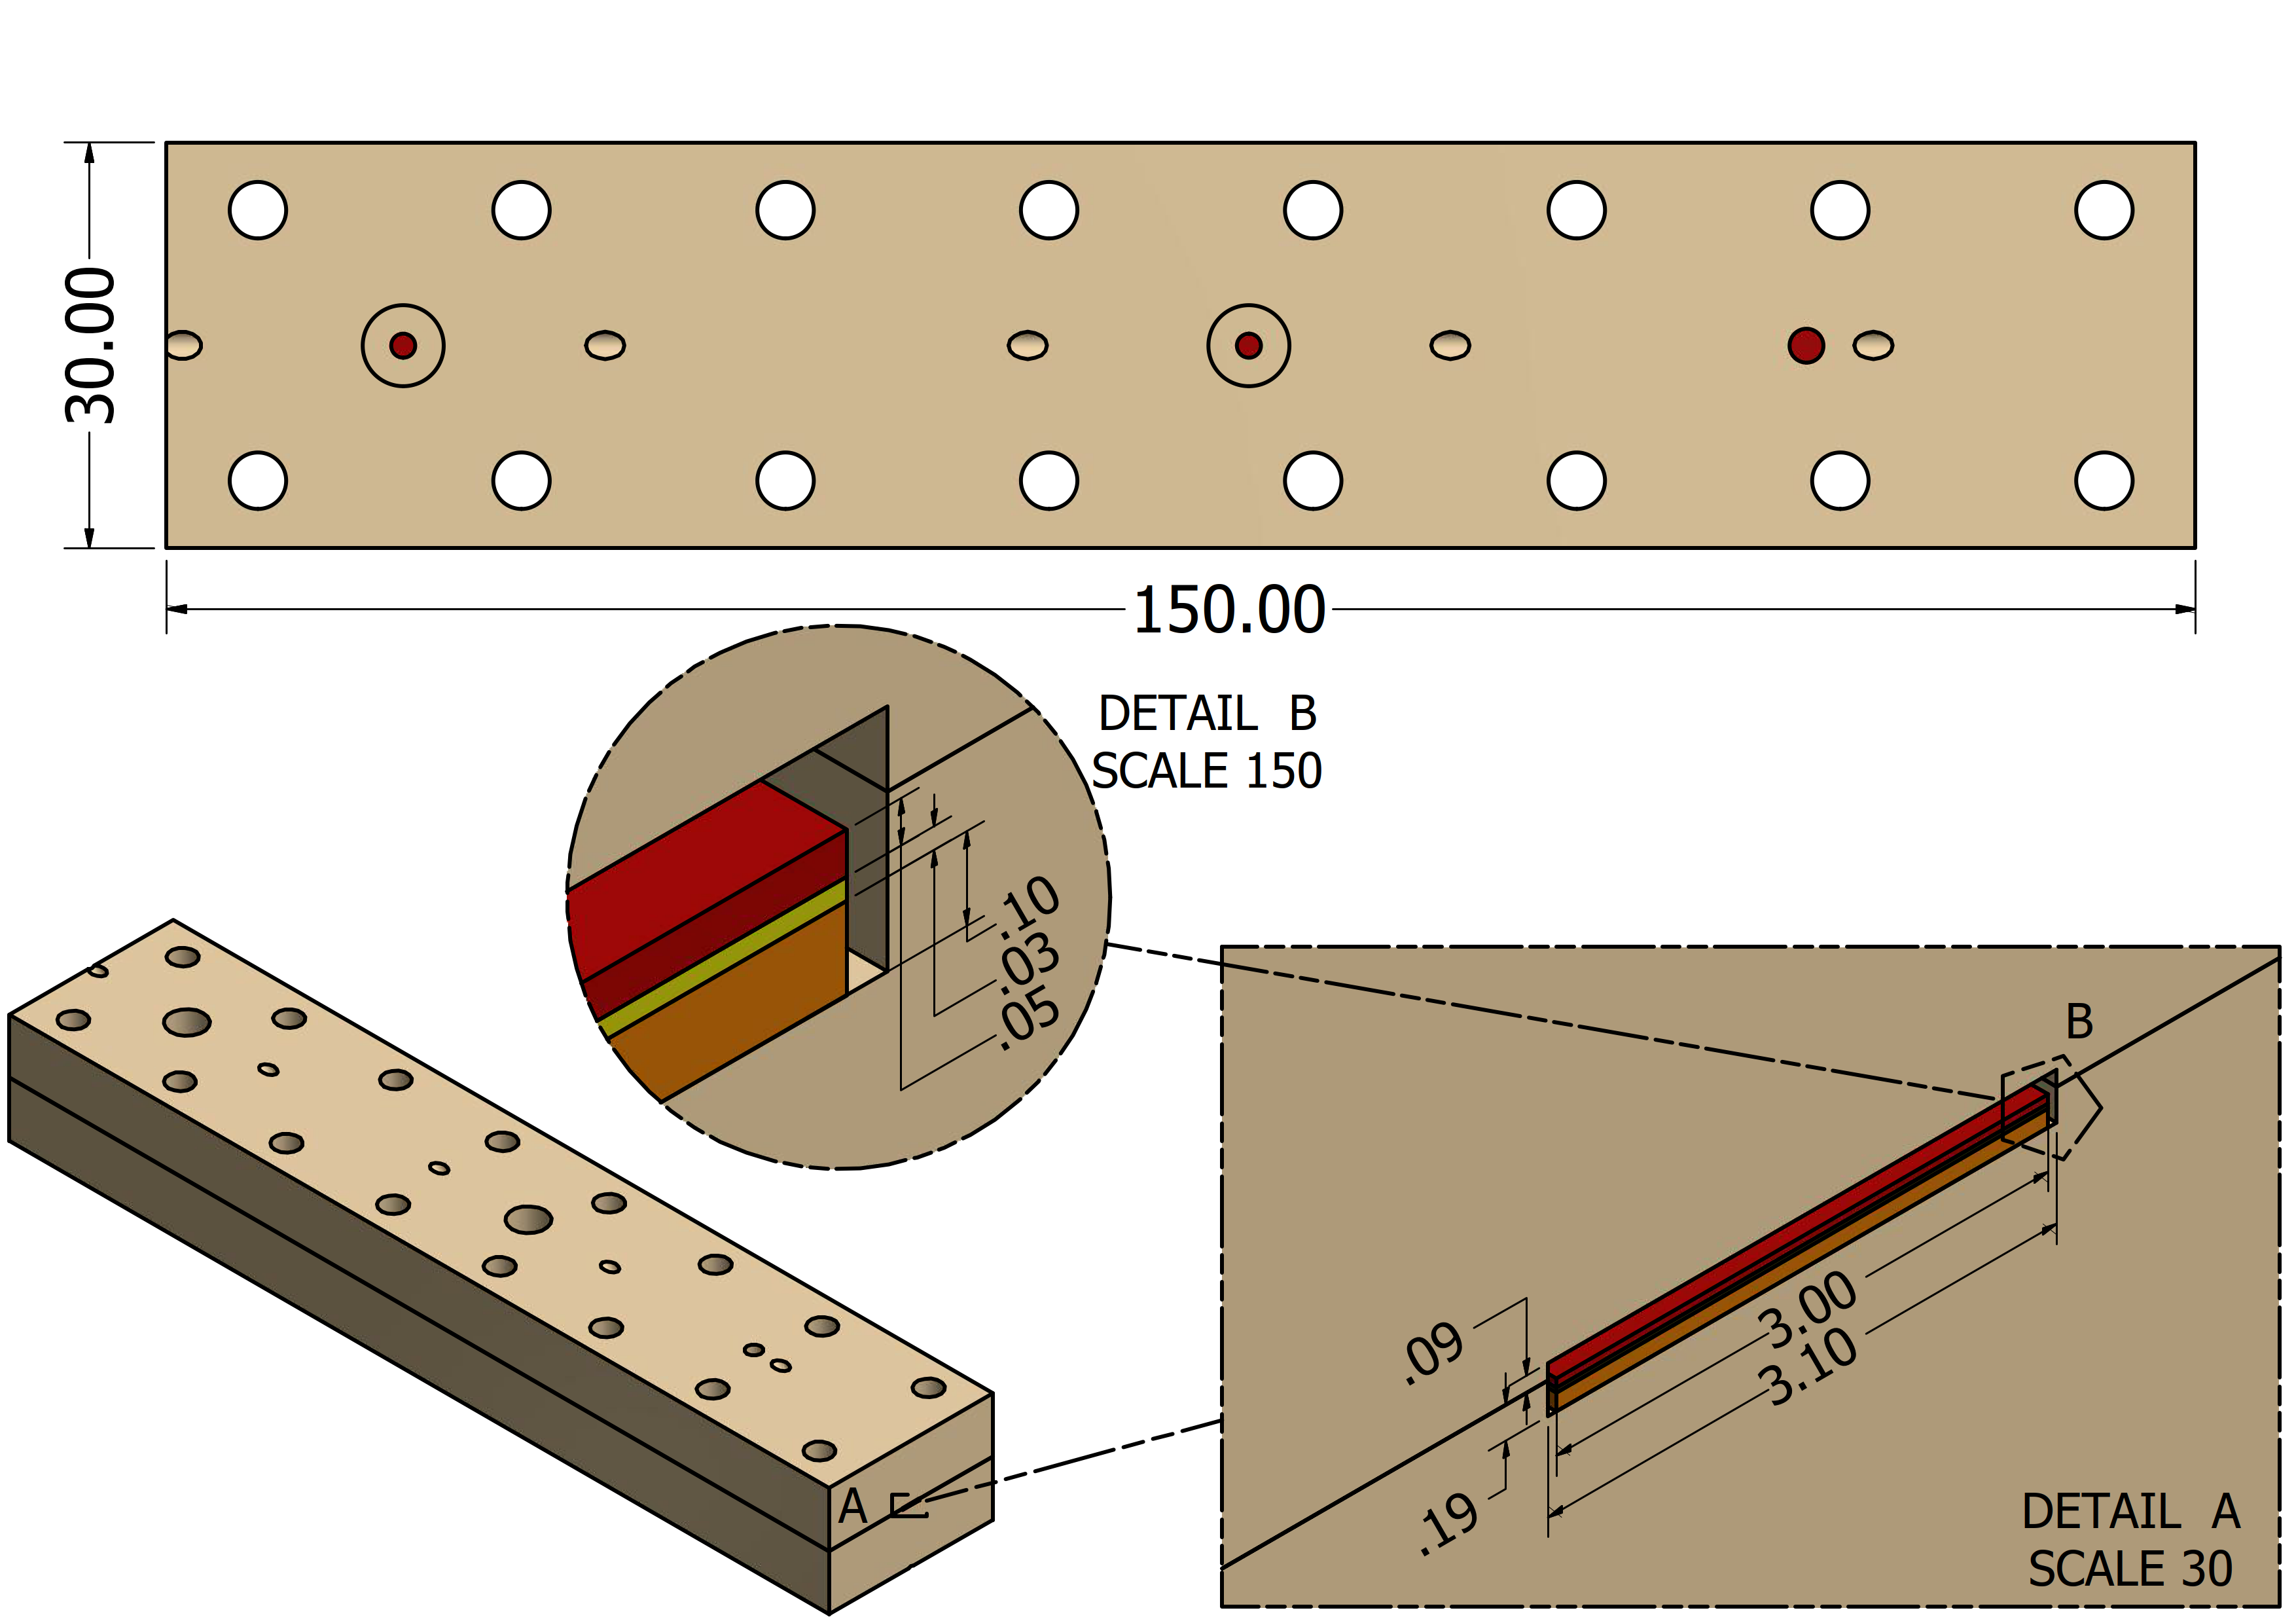 30.00
150.00
DETAIL B
SCALE 150
.10
.03
.05
B
.09
3.00
3.10
.19
A
DETAIL A
SCALE 30